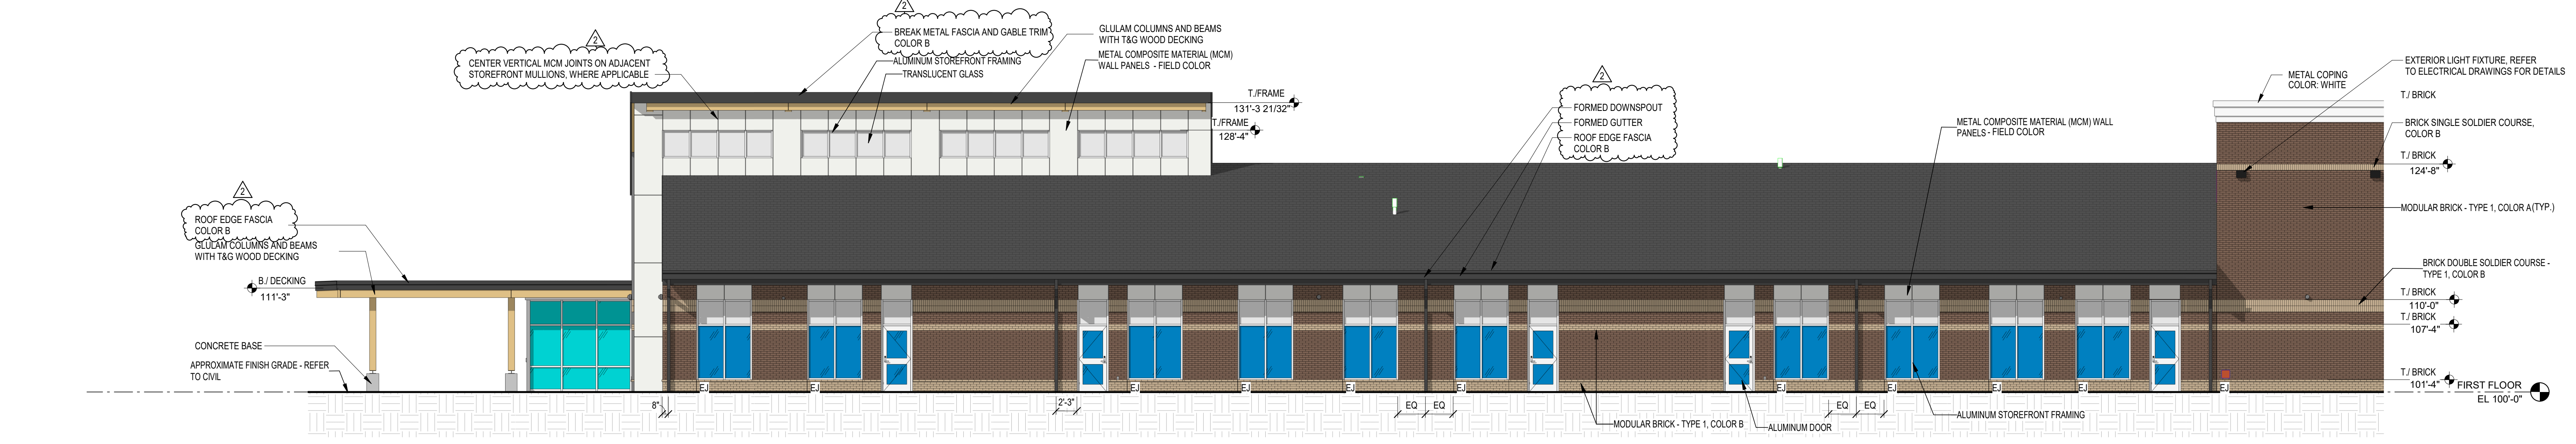 2
BREAK METAL FASCIA AND GABLE TRIM
COLOR B
GLULAM COLUMNS AND BEAMS
WITH T&G WOOD DECKING
2
CENTER VERTICAL MCM JOINTS ON ADJACENT
STOREFRONT MULLIONS, WHERE APPLICABLE
ALUMINUM STOREFRONT FRAMING
TRANSLUCENT GLASS
METAL COMPOSITE MATERIAL (MCM)
WALL PANELS - FIELD COLOR
T./FRAME
131'-3 21/32"
T./FRAME
128'-4"
2
FORMED DOWNSPOUT
FORMED GUTTER
ROOF EDGE FASCIA
COLOR B
METAL COMPOSITE MATERIAL (MCM) WALL
PANELS - FIELD COLOR
METAL COPING
COLOR: WHITE
EXTERIOR LIGHT FIXTURE, REFER
TO ELECTRICAL DRAWINGS FOR DETAILS
T./ BRICK
BRICK SINGLE SOLDIER COURSE,
COLOR B
T./ BRICK
124'-8"
MODULAR BRICK - TYPE 1, COLOR A (TYP.)
BRICK DOUBLE SOLDIER COURSE -
TYPE 1, COLOR B
T./ BRICK
110'-0"
T./ BRICK
107'-4"
T./ BRICK
101'-4"
FIRST FLOOR
EL 100'-0"
2
ROOF EDGE FASCIA
COLOR B
GLULAM COLUMNS AND BEAMS
WITH T&G WOOD DECKING
B./ DECKING
111'-3"
CONCRETE BASE
APPROXIMATE FINISH GRADE - REFER
TO CIVIL
EJ
EJ
EJ
EJ
EJ
EJ
EJ
EJ
EJ
EJ
EJ
8"
2'-3"
EQ
EQ
EQ
EQ
MODULAR BRICK - TYPE 1, COLOR B
ALUMINUM DOOR
ALUMINUM STOREFRONT FRAMING